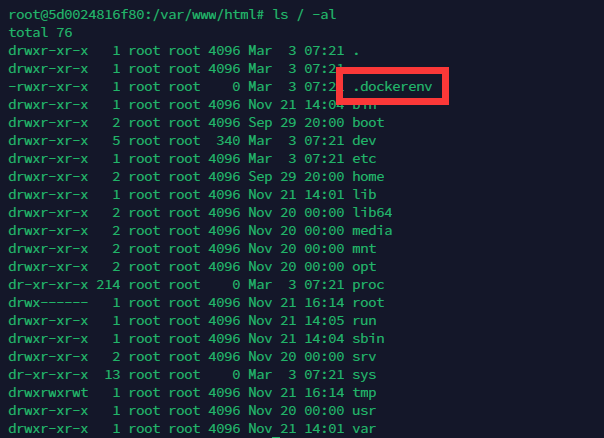 root@5d0024816f80:/var/www/html# ls / -al
total 76
drwxr-xr-x   1 root root 4096 Mar  3 07:21 .
drwxr-xr-x   1 root root 4096 Mar  3 07:21
-rwxr-xr-x   1 root root    0 Mar  3 07:21 .dockerenv
drwxr-xr-x   1 root root 4096 Nov 21 14:04 bin
drwxr-xr-x   2 root root 4096 Sep 29 20:00 boot
drwxr-xr-x   5 root root  340 Mar  3 07:21 dev
drwxr-xr-x   1 root root 4096 Mar  3 07:21 etc
drwxr-xr-x   2 root root 4096 Sep 29 20:00 home
drwxr-xr-x   1 root root 4096 Nov 21 14:01 lib
drwxr-xr-x   2 root root 4096 Nov 20 00:00 lib64
drwxr-xr-x   2 root root 4096 Nov 20 00:00 media
drwxr-xr-x   2 root root 4096 Nov 20 00:00 mnt
drwxr-xr-x   2 root root 4096 Nov 20 00:00 opt
dr-xr-xr-x 214 root root    0 Mar  3 07:21 proc
drwx------   1 root root 4096 Nov 21 16:14 root
drwxr-xr-x   1 root root 4096 Nov 21 14:05 run
drwxr-xr-x   1 root root 4096 Nov 21 14:04 sbin
drwxr-xr-x   2 root root 4096 Nov 20 00:00 srv
dr-xr-xr-x  13 root root    0 Mar  3 07:21 sys
drwxrwxrwt   1 root root 4096 Nov 21 16:14 tmp
drwxr-xr-x   1 root root 4096 Nov 20 00:00 usr
drwxr-xr-x   1 root root 4096 Nov 21 14:01 var